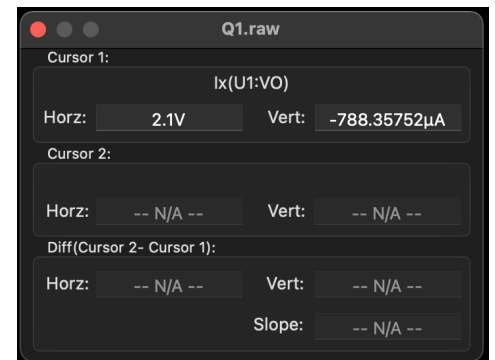 Q1.raw
Cursor 1:
Ix(U1:VO)
Horz: 2.1V Vert: -788.35752µA
Cursor 2:
Horz: -- N/A -- Vert: -- N/A --
Diff(Cursor 2- Cursor 1):
Horz: -- N/A -- Vert: -- N/A --
Slope: -- N/A --